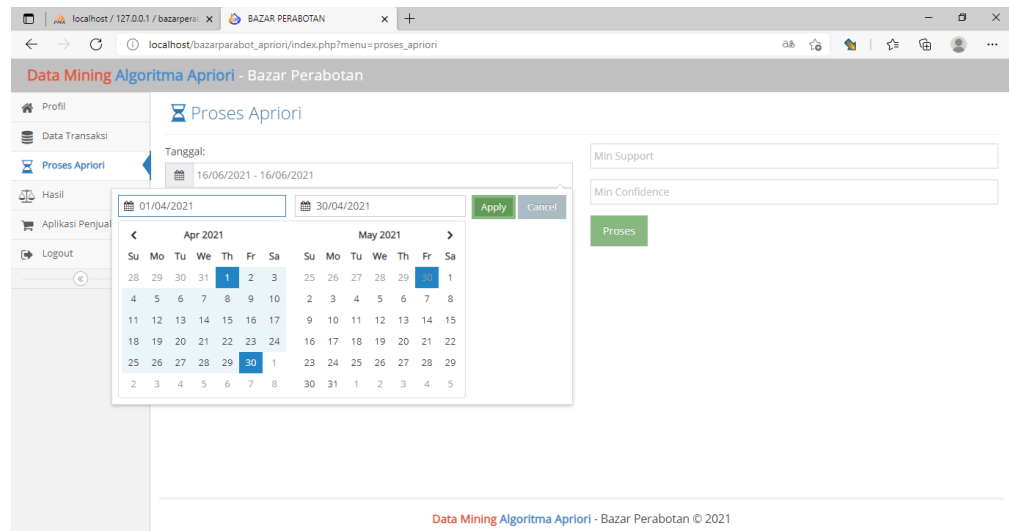 localhost / 127.0.0.1 / bazarpera
BAZAR PERABOTAN
localhost/bazarparabot_apriori/index.php?menu=proses_apriori
Data Mining Algoritma Apriori - Bazar Perabotan
Profil
Data Transaksi
Proses Apriori
Hasil
Aplikasi Penjual
Logout
Proses Apriori
Tanggal:
16/06/2021 - 16/06/2021
01/04/2021
30/04/2021
Apply
Cancel
Apr 2021
Su Mo Tu We Th Fr Sa
28 29 30 31 1 2 3
4 5 6 7 8 9 10
11 12 13 14 15 16 17
18 19 20 21 22 23 24
25 26 27 28 29 30 1
2 3 4 5 6 7 8
May 2021
Su Mo Tu We Th Fr Sa
25 26 27 28 29 30 1
2 3 4 5 6 7 8
9 10 11 12 13 14 15
16 17 18 19 20 21 22
23 24 25 26 27 28 29
30 31 1 2 3 4 5
Min Support
Min Confidence
Proses
Data Mining Algoritma Apriori - Bazar Perabotan © 2021